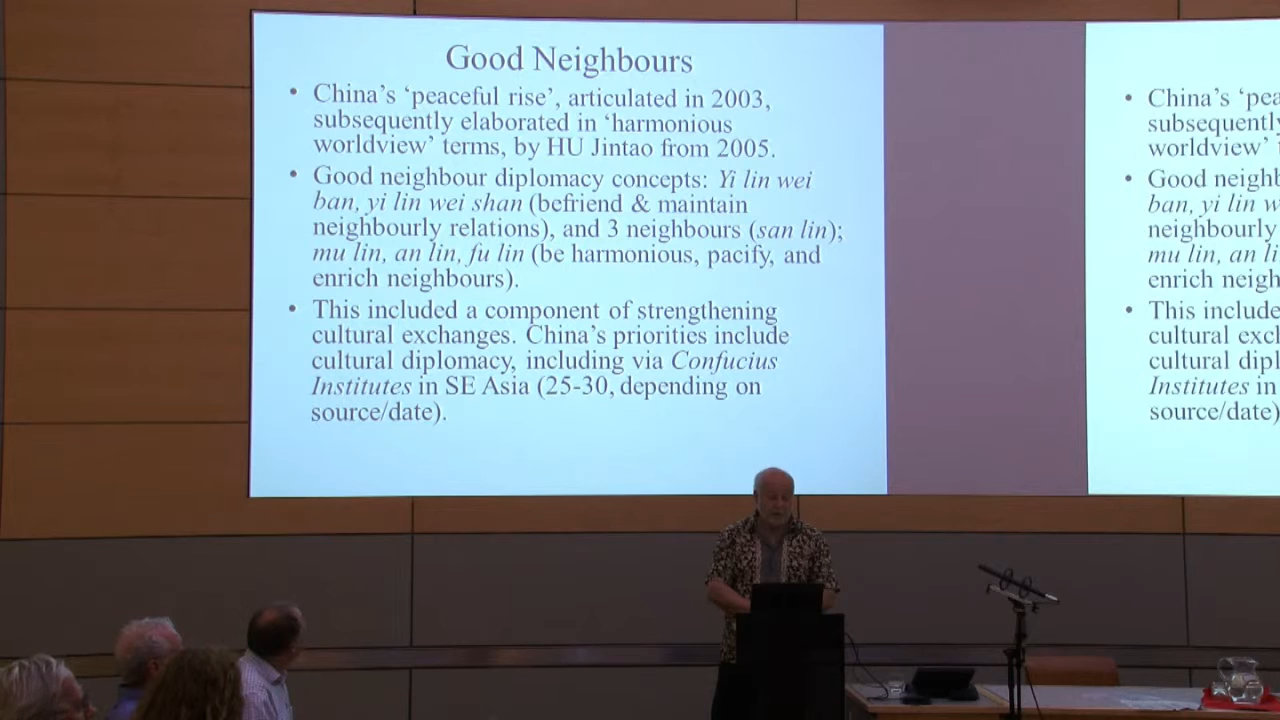 Good Neighbours
• China's 'peaceful rise', articulated in 2003,
subsequently elaborated in 'harmonious
worldview' terms, by HU Jintao from 2005.
• Good neighbour diplomacy concepts: Yi lin wei
ban, yi lin wei shan (befriend & maintain
neighbourly relations), and 3 neighbours (san lin);
mu lin, an lin, fu lin (be harmonious, pacify, and
enrich neighbours).
• This included a component of strengthening
cultural exchanges. China's priorities include
cultural diplomacy, including via Confucius
Institutes in SE Asia (25-30, depending on
source/date).
• China's 'pea
subsequently
worldview' t
• Good neighb
ban, yi lin w
neighbourly
mu lin, an li
enrich neigh
• This include
cultural excl
cultural dipl
Institutes in
source/date)